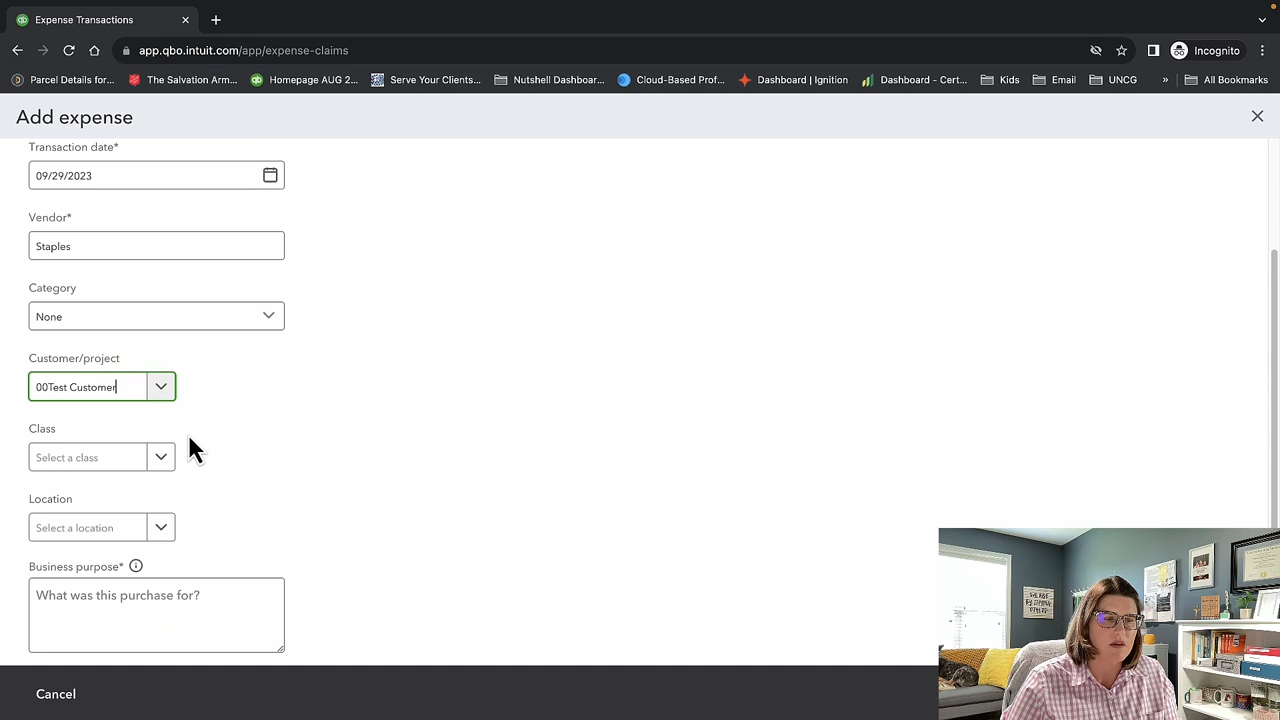 Expense Transactions
app.qbo.intuit.com/app/expense-claims
Incognito
Parcel Details for...
The Salvation Arm...
Homepage AUG 2...
Serve Your Clients...
Nutshell Dashboar...
Cloud-Based Prof...
Dashboard | Ignition
Dashboard - Cert...
Kids
Email
UNCG
»
All Bookmarks
Add expense
Transaction date*
09/29/2023
Vendor*
Staples
Category
None
Customer/project
00Test Customer
Class
Select a class
Location
Select a location
Business purpose*
What was this purchase for?
Cancel